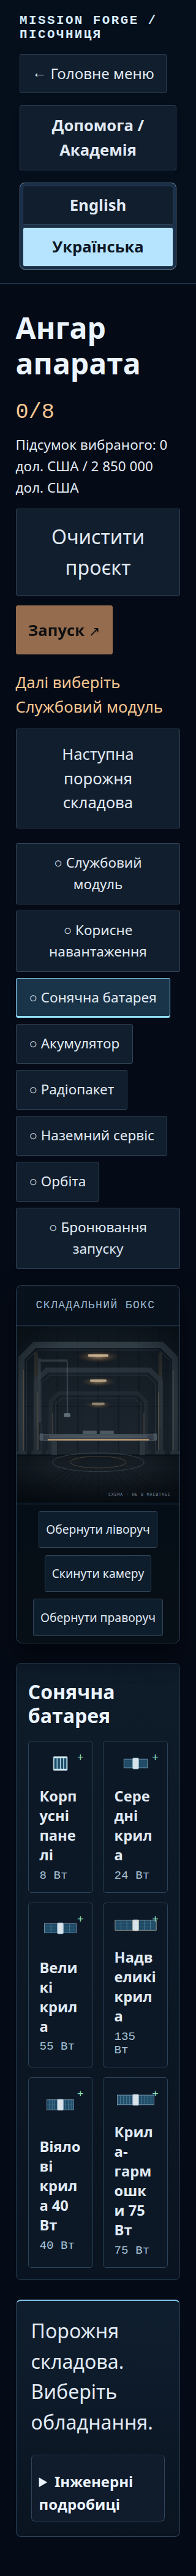 MISSION FORGE /
ПІСОЧНИЦЯ
← Головне меню
Допомога /
Академія
English
Українська
Ангар
апарата
0/8
Підсумок вибраного: 0
дол. США / 2 850 000
дол. США
Очистити
проєкт
Запуск ↗
Далі виберіть
Службовий модуль
Наступна
порожня
складова
○ Службовий
модуль
○ Корисне
навантаження
○ Сонячна батарея
○ Акумулятор
○ Радіопакет
○ Наземний сервіс
○ Орбіта
○ Бронювання
запуску
СКЛАДАЛЬНИЙ БОКС
СХЕМА · НЕ В МАСШТАБІ
Обернути ліворуч
Скинути камеру
Обернути праворуч
Сонячна
батарея
+
Корп
усні
пане
лі
8 Вт
+
Сере
дні
крил
а
24 Вт
+
Вели
кі
крил
а
55 Вт
+
Надв
еликі
крил
а
135
Вт
+
Віяло
ві
крил
а 40
Вт
40 Вт
+
Крил
а-
гарм
ошк
и 75
Вт
75 Вт
Порожня
складова.
Виберіть
обладнання.
▶ Інженерні
подробиці